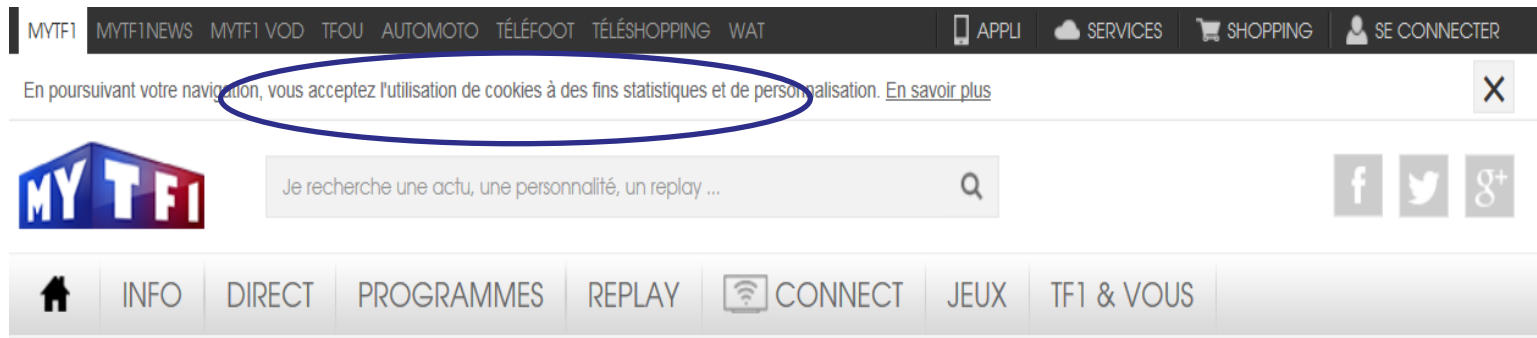 MYTF1 MYTF1NEWS MYTF1 VOD TFOU AUTOMOTO TÉLÉFOOT TÉLÉSHOPPING WAT APPLI SERVICES SHOPPING SE CONNECTER
En poursuivant votre navigation, vous acceptez l'utilisation de cookies à des fins statistiques et de personnalisation. En savoir plus X
MYTF1 Je recherche une actu, une personnalité, un replay ... f g+
INFO DIRECT PROGRAMMES REPLAY CONNECT JEUX TF1 & VOUS